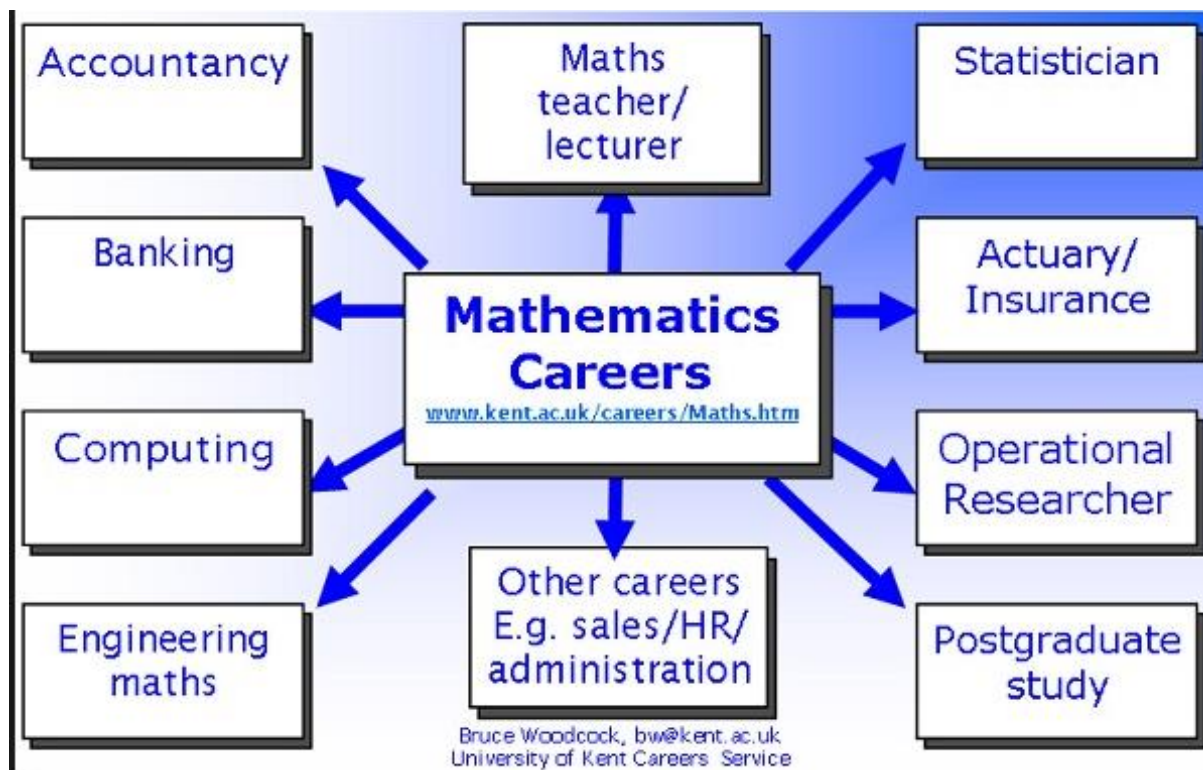 Accountancy
Maths
teacher/
lecturer
Statistician
Banking
Actuary/
Insurance
Mathematics
Careers
www.kent.ac.uk/careers/Maths.htm
Computing
Operational
Researcher
Engineering
maths
Other careers
E.g. sales/HR/
administration
Postgraduate
study
Bruce Woodcock, bw@kent.ac.uk
University of Kent Careers Service